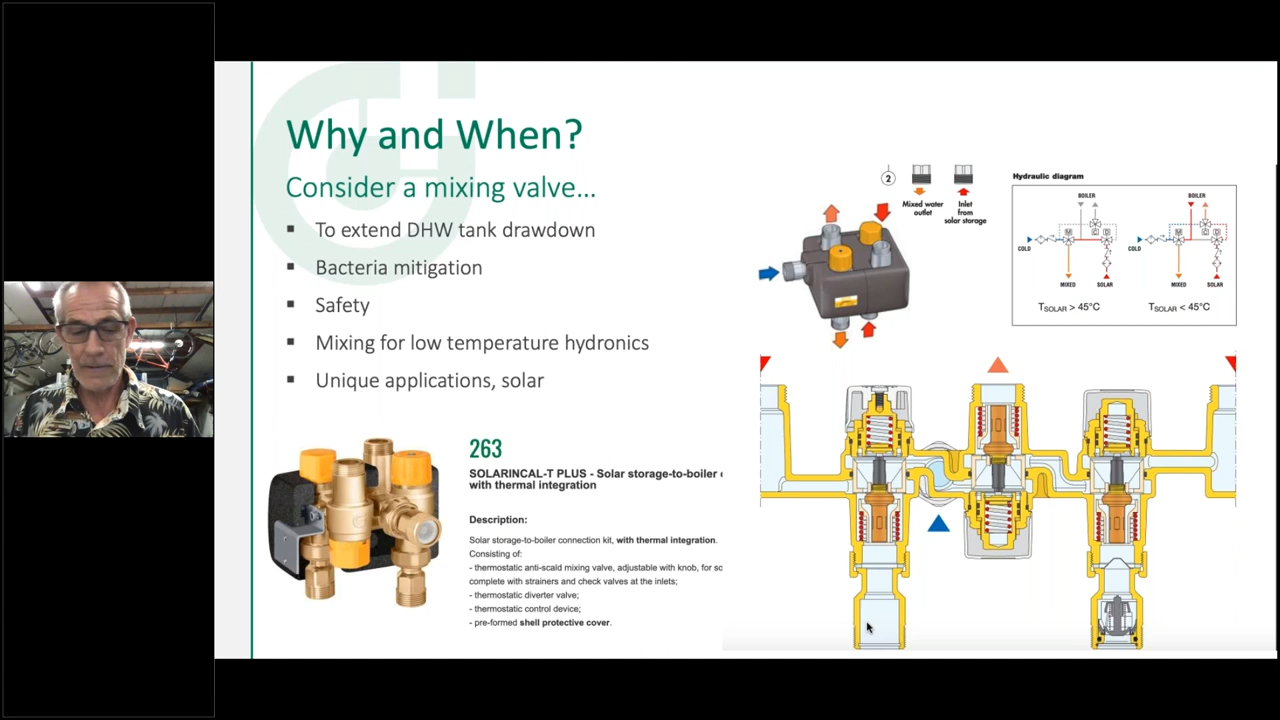 Why and When?
Consider a mixing valve...
▪ To extend DHW tank drawdown
▪ Bacteria mitigation
▪ Safety
▪ Mixing for low temperature hydronics
▪ Unique applications, solar
263
SOLARINCAL-T PLUS - Solar storage-to-boiler
with thermal integration
Description:
Solar storage-to-boiler connection kit, with thermal integration.
Consisting of:
- thermostatic anti-scald mixing valve, adjustable with knob, for
complete with strainers and check valves at the inlets;
- thermostatic diverter valve;
- thermostatic control device;
- pre-formed shell protective cover.
2
Mixed water
outlet
Inlet
from
solar storage
Hydraulic diagram
BOILER
M
C
D
COLD
MIXED
SOLAR
TSOLAR > 45°C
BOILER
M
C
D
COLD
MIXED
SOLAR
TSOLAR < 45°C